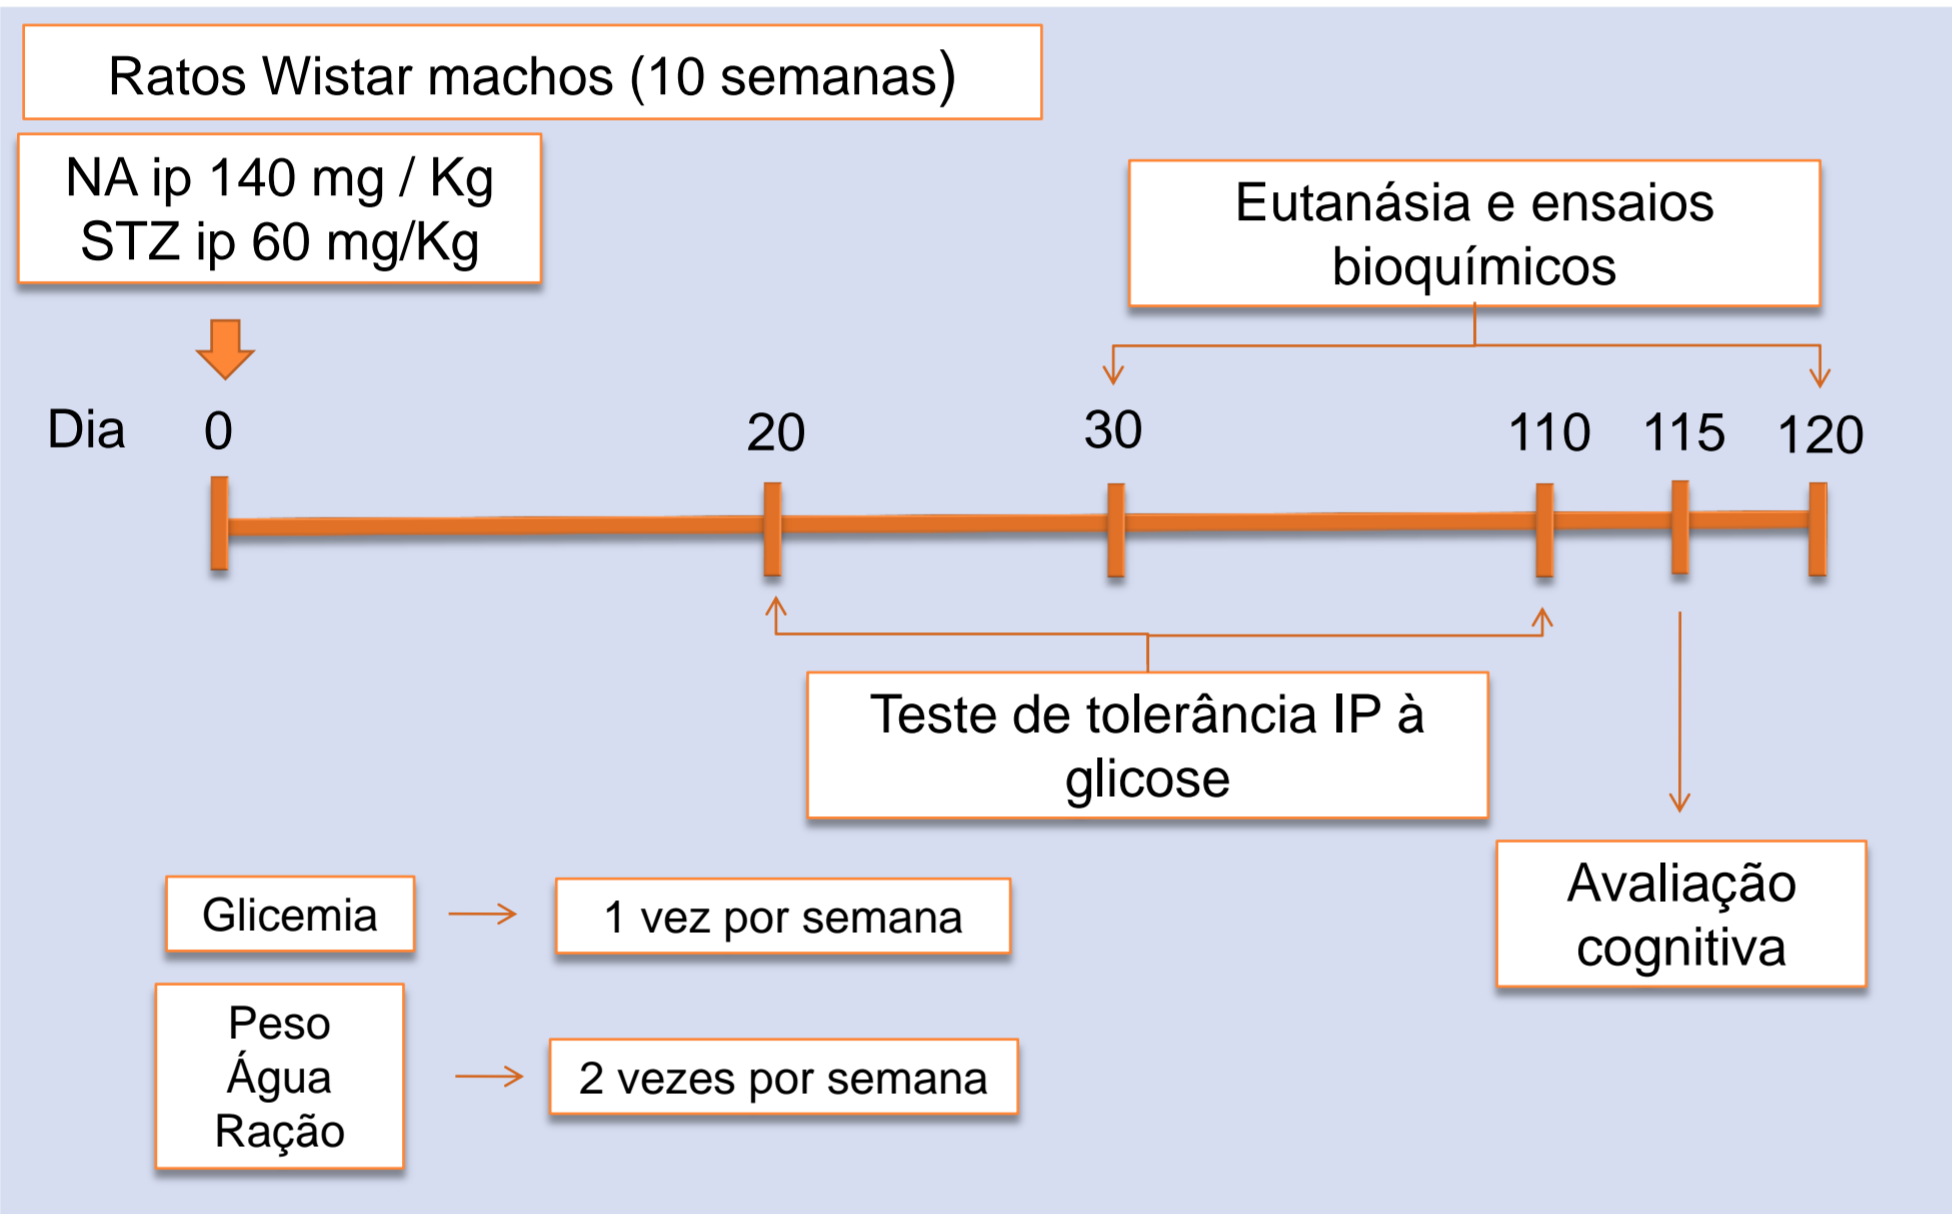 Ratos Wistar machos (10 semanas)
NA ip 140 mg / Kg
STZ ip 60 mg/Kg
Eutanásia e ensaios
bioquímicos
Dia 0 20 30 110 115 120
Teste de tolerância IP à
glicose
Avaliação
cognitiva
Glicemia
1 vez por semana
Peso
Água
Ração
2 vezes por semana